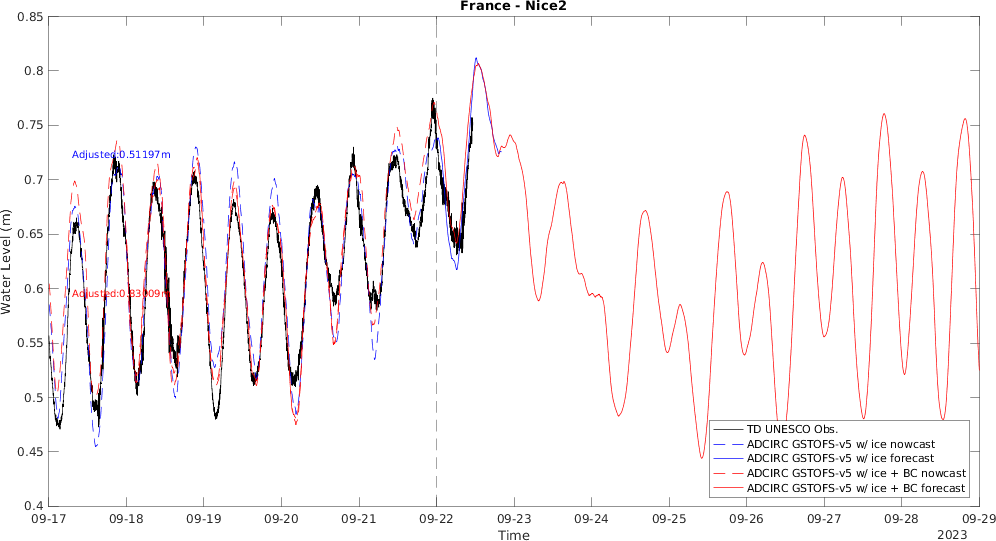 France - Nice2
Water Level (m)
0.85
0.8
0.75
0.7
0.65
0.6
0.55
0.5
0.45
0.4
Adjusted:0.51197m
Adjusted:0.83009m
TD UNESCO Obs.
ADCIRC GSTOFS-v5 w/ ice nowcast
ADCIRC GSTOFS-v5 w/ ice forecast
ADCIRC GSTOFS-v5 w/ ice + BC nowcast
ADCIRC GSTOFS-v5 w/ ice + BC forecast
09-17 09-18 09-19 09-20 09-21 09-22 09-23 09-24 09-25 09-26 09-27 09-28 09-29
Time
2023